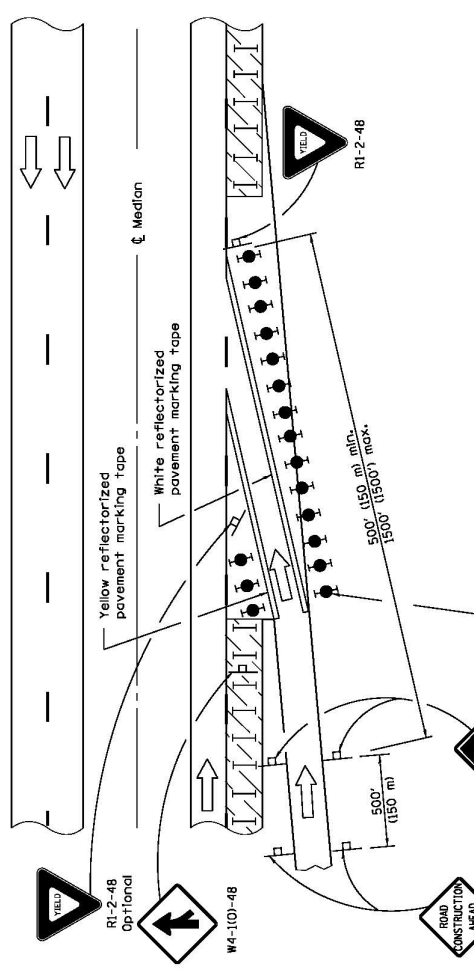 YIELD
R1-2-48
Optional
W4-1(O)-48
Yellow reflectorized
pavement marking tape
℄ Median
White reflectorized
pavement marking tape
YIELD
R1-2-48
500' (150 m) min.
1500' (1500') max.
500'
(150 m)
ROAD
CONSTRUCTION
AHEAD